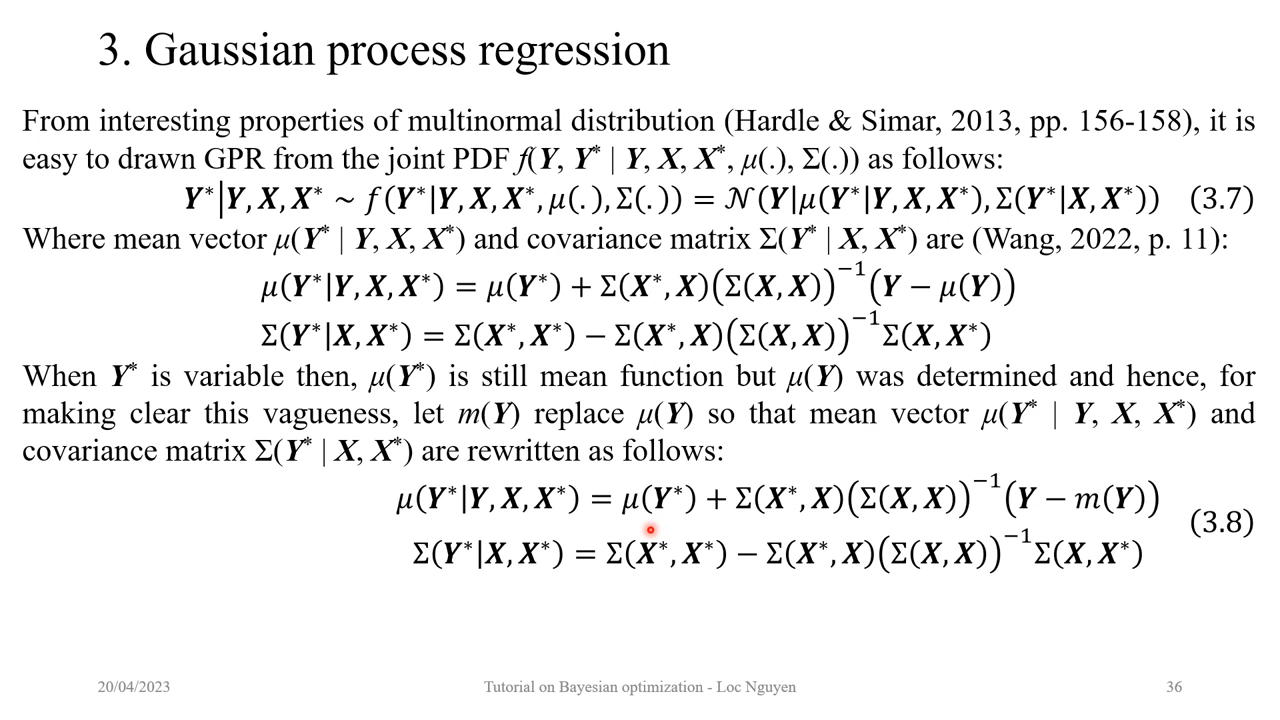 3. Gaussian process regression
From interesting properties of multinormal distribution (Hardle & Simar, 2013, pp. 156-158), it is
easy to drawn GPR from the joint PDF f(Y, Y* | Y, X, X*, μ(.), Σ(.)) as follows:
Y*|Y, X, X* ~ f(Y*|Y, X, X*, μ(.), Σ(.)) = 𝒩(Y|μ(Y*|Y, X, X*), Σ(Y*|X, X*)) (3.7)
Where mean vector μ(Y* | Y, X, X*) and covariance matrix Σ(Y* | X, X*) are (Wang, 2022, p. 11):
μ(Y*|Y, X, X*) = μ(Y*) + Σ(X*, X)(Σ(X, X))⁻¹(Y − μ(Y))
Σ(Y*|X, X*) = Σ(X*, X*) − Σ(X*, X)(Σ(X, X))⁻¹Σ(X, X*)
When Y* is variable then, μ(Y*) is still mean function but μ(Y) was determined and hence, for
making clear this vagueness, let m(Y) replace μ(Y) so that mean vector μ(Y* | Y, X, X*) and
covariance matrix Σ(Y* | X, X*) are rewritten as follows:
μ(Y*|Y, X, X*) = μ(Y*) + Σ(X*, X)(Σ(X, X))⁻¹(Y − m(Y))
(3.8)
Σ(Y*|X, X*) = Σ(X*, X*) − Σ(X*, X)(Σ(X, X))⁻¹Σ(X, X*)
20/04/2023 Tutorial on Bayesian optimization - Loc Nguyen 36